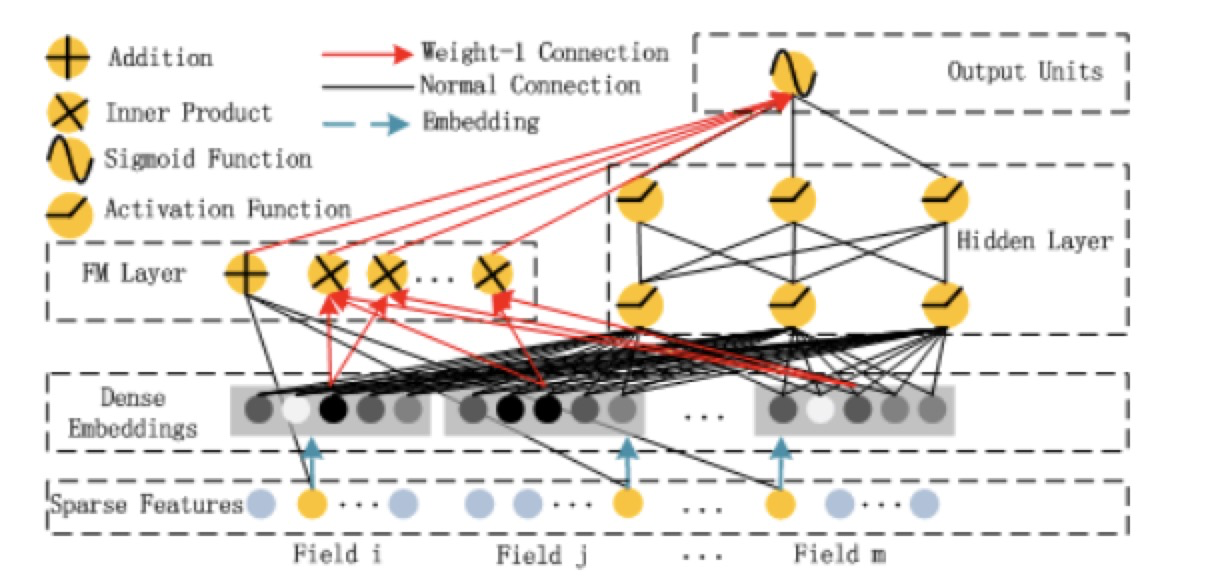 Addition
Inner Product
Sigmoid Function
Activation Function
Weight-1 Connection
Normal Connection
Embedding
Output Units
Hidden Layer
FM Layer
...
Dense
Embeddings
...
Sparse Features
... ... ... ...
Field i
Field j
...
Field m